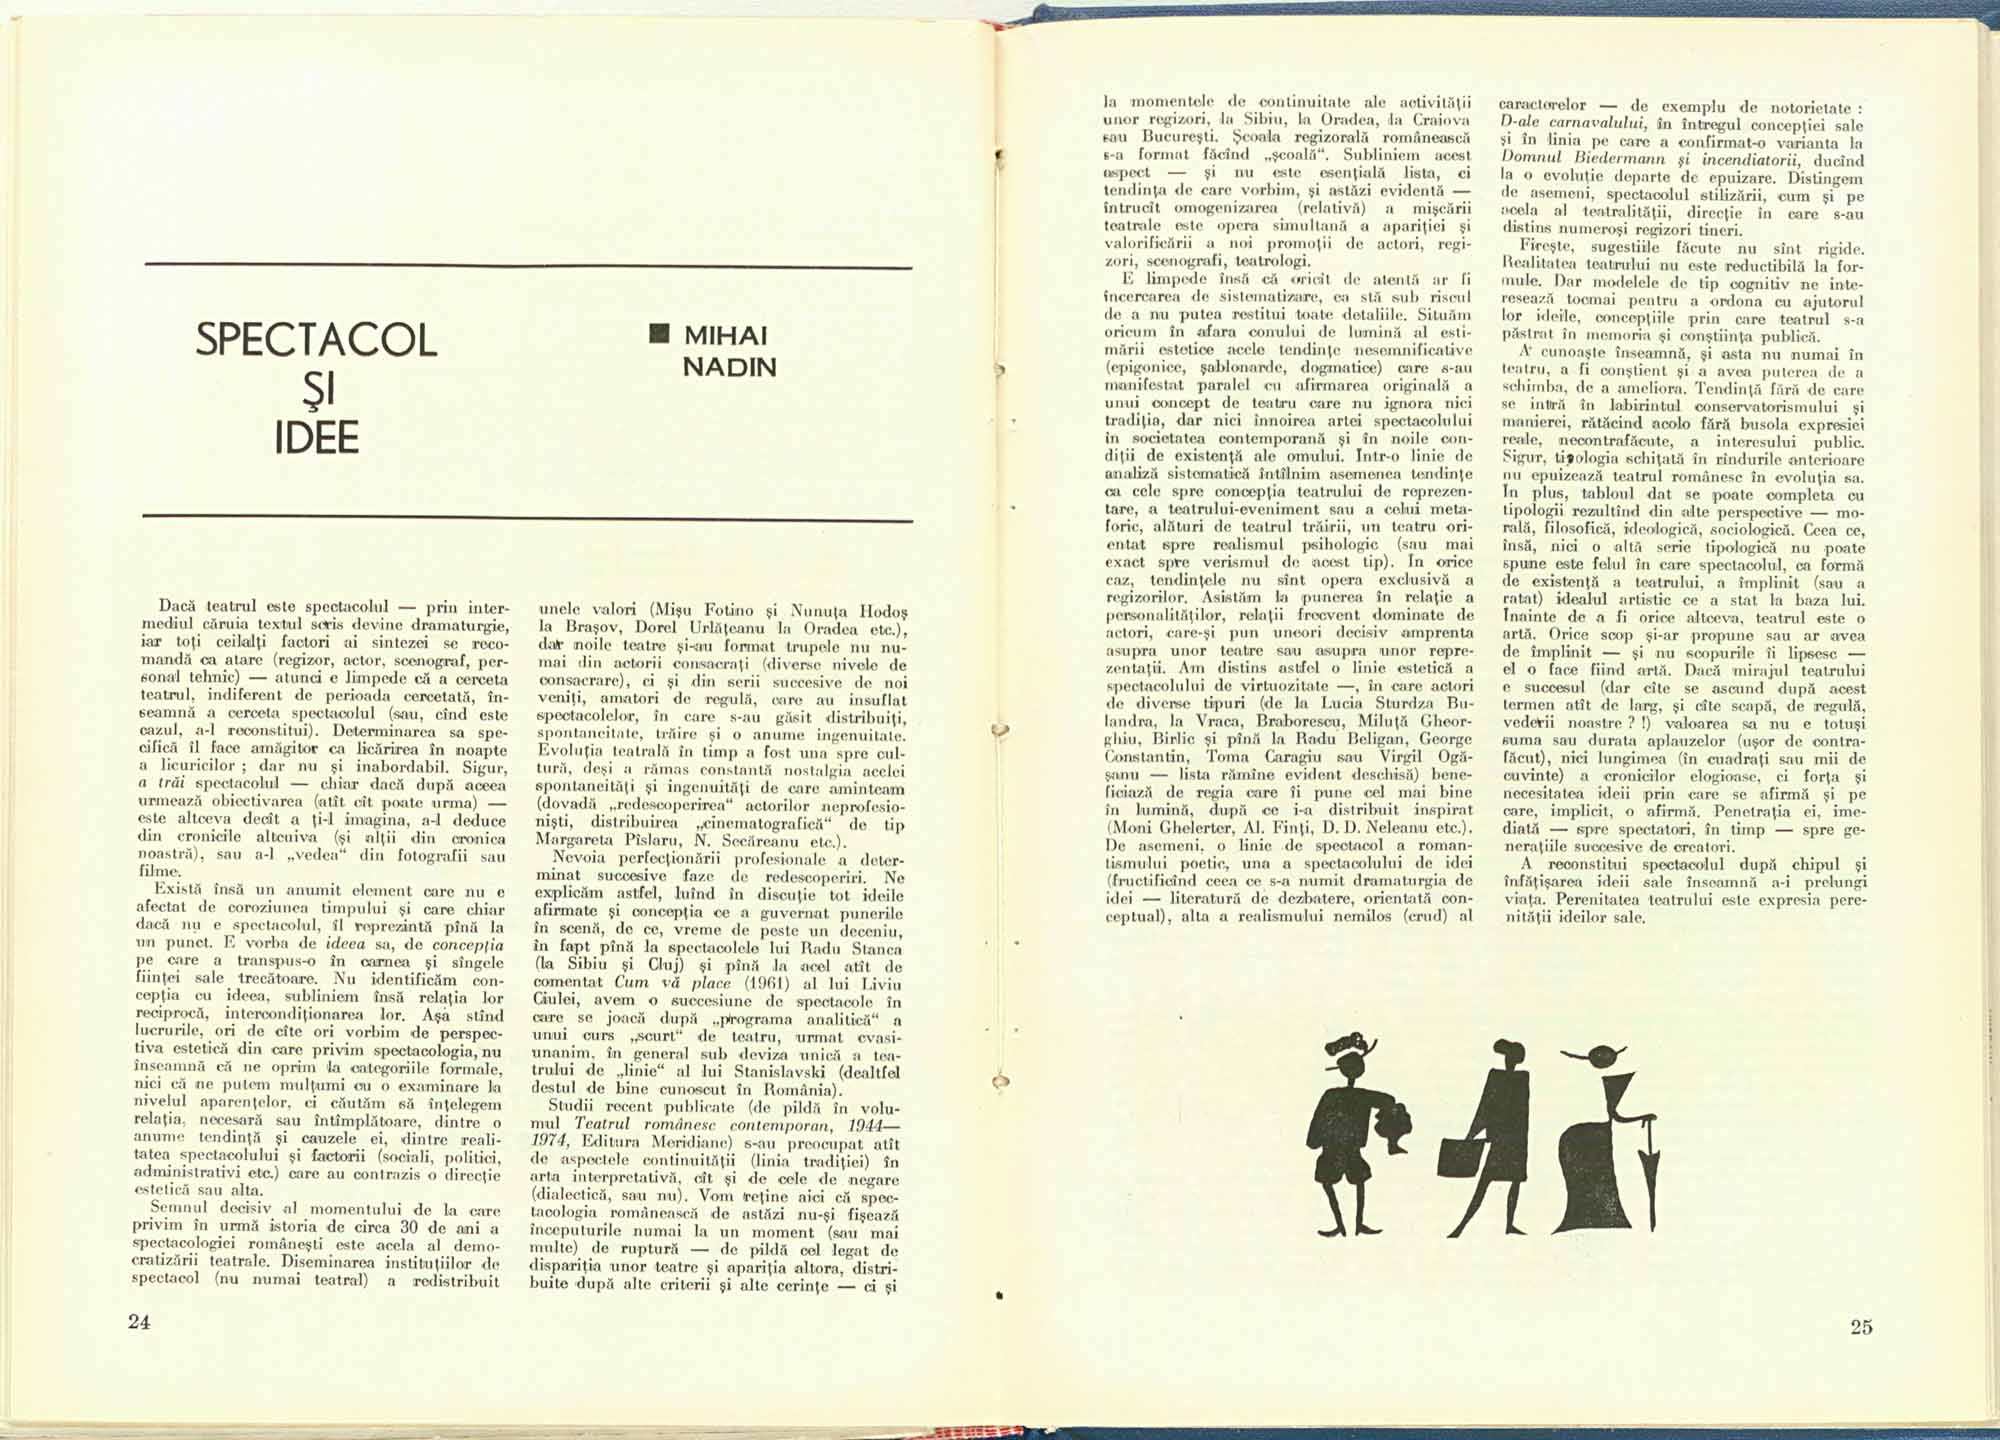 SPECTACOL
ŞI
IDEE
■ MIHAI
NADIN
Dacă teatrul este spectacolul — prin inter-
mediul căruia textul scris devine dramaturgie,
iar toţi ceilalţi factori ai sintezei se reco-
mandă ca atare (regizor, actor, scenograf, per-
sonal tehnic) — atunci e limpede că a cerceta
teatrul, indiferent de perioada cercetată, în-
seamnă a cerceta spectacolul (sau, cînd este
cazul, a-l reconstitui). Determinarea sa spe-
cifică îl face amăgitor ca licărirea în noapte
a licuricilor ; dar nu şi inabordabil. Sigur,
a trăi spectacolul — chiar dacă după aceea
urmează obiectivarea (atît cît poate urma) —
este altceva decît a ţi-l imagina, a-l deduce
din cronicile altcuiva (şi alţii din cronica
noastră), sau a-l „vedea“ din fotografii sau
filme.
Există însă un anumit element care nu e
afectat de coroziunea timpului şi care chiar
dacă nu e spectacolul, îl reprezintă pînă la
un punct. E vorba de ideea sa, de concepţia
pe care a transpus-o în carnea şi sîngele
fiinţei sale trecătoare. Nu identificăm con-
cepţia cu ideea, subliniem însă relaţia lor
reciprocă, intercondiţionarea lor. Aşa stînd
lucrurile, ori de cîte ori vorbim de perspec-
tiva estetică din care privim spectacologia, nu
înseamnă că ne oprim la categoriile formale,
nici că ne putem mulţumi cu o examinare la
nivelul aparenţelor, ci căutăm să înţelegem
relaţia, necesară sau întîmplătoare, dintre o
anume tendinţă şi cauzele ei, dintre reali-
tatea spectacolului şi factorii (sociali, politici,
administrativi etc.) care au contrazis o direcţie
estetică sau alta.
Semnul decisiv al momentului de la care
privim în urmă istoria de circa 30 de ani a
spectacologiei româneşti este acela al demo-
cratizării teatrale. Diseminarea instituţiilor de
spectacol (nu numai teatral) a redistribuit
24
unele valori (Mişu Fotino şi Nunuţa Hodoş
la Braşov, Dorel Urlăţeanu la Oradea etc.),
dar noile teatre şi-au format trupele nu nu-
mai din actorii consacraţi (diverse nivele de
consacrare), ci şi din serii succesive de noi
veniţi, amatori de regulă, care au insuflat
spectacolelor, în care s-au găsit distribuiţi,
spontaneitate, trăire şi o anume ingenuitate.
Evoluţia teatrală în timp a fost una spre cul-
tură, deşi a rămas constantă nostalgia acelei
spontaneităţi şi ingenuităţi de care aminteam
(dovadă „redescoperirea“ actorilor neprofesio-
nişti, distribuirea „cinematografică“ de tip
Margareta Pîslaru, N. Secăreanu etc.).
Nevoia perfecţionării profesionale a deter-
minat succesive faze de redescoperiri. Ne
explicăm astfel, luînd în discuţie tot ideile
afirmate şi concepţia ce a guvernat punerile
în scenă, de ce, vreme de peste un deceniu,
în fapt pînă la spectacolele lui Radu Stanca
(la Sibiu şi Cluj) şi pînă la acel atît de
comentat Cum vă place (1961) al lui Liviu
Ciulei, avem o succesiune de spectacole în
care se joacă după „programa analitică“ a
unui curs „scurt“ de teatru, urmat cvasi-
unanim, în general sub deviza unică a tea-
trului de „linie“ al lui Stanislavski (dealtfel
destul de bine cunoscut în România).
Studii recent publicate (de pildă în volu-
mul Teatrul românesc contemporan, 1944—
1974, Editura Meridiane) s-au preocupat atît
de aspectele continuităţii (linia tradiţiei) în
arta interpretativă, cît şi de cele de negare
(dialectică, sau nu). Vom reţine aici că spec-
tacologia românească de astăzi nu-şi fişează
începuturile numai la un moment (sau mai
multe) de ruptură — de pildă cel legat de
dispariţia unor teatre şi apariţia altora, distri-
buite după alte criterii şi alte cerinţe — ci şi
la momentele de continuitate ale activităţii
unor regizori, la Sibiu, la Oradea, la Craiova
sau Bucureşti. Şcoala regizorală românească
s-a format făcînd „şcoală“. Subliniem acest
aspect — şi nu este esenţială lista, ci
tendinţa de care vorbim, şi astăzi evidentă —
întrucît omogenizarea (relativă) a mişcării
teatrale este opera simultană a apariţiei şi
valorificării a noi promoţii de actori, regi-
zori, scenografi, teatrologi.
E limpede însă că oricît de atentă ar fi
încercarea de sistematizare, ea stă sub riscul
de a nu putea restitui toate detaliile. Situăm
oricum în afara conului de lumină al esti-
mării estetice acele tendinţe nesemnificative
(epigonice, şablonarde, dogmatice) care s-au
manifestat paralel cu afirmarea originală a
unui concept de teatru care nu ignora nici
tradiţia, dar nici înnoirea artei spectacolului
în societatea contemporană şi în noile con-
diţii de existenţă ale omului. Intr-o linie de
analiză sistematică întîlnim asemenea tendinţe
ca cele spre concepţia teatrului de reprezen-
tare, a teatrului-eveniment sau a celui meta-
foric, alături de teatrul trăirii, un teatru ori-
entat spre realismul psihologic (sau mai
exact spre verismul de acest tip). In orice
caz, tendinţele nu sînt opera exclusivă a
regizorilor. Asistăm la punerea în relaţie a
personalităţilor, relaţii frecvent dominate de
actori, care-şi pun uneori decisiv amprenta
asupra unor teatre sau asupra unor repre-
zentaţii. Am distins astfel o linie estetică a
spectacolului de virtuozitate —, în care actori
de diverse tipuri (de la Lucia Sturdza Bu-
landra, la Vraca, Braborescu, Miluţă Gheor-
ghiu, Birlic şi pînă la Radu Beligan, George
Constantin, Toma Caragiu sau Virgil Ogă-
şanu — lista rămîne evident deschisă) bene-
ficiază de regia care îi pune cel mai bine
în lumină, după ce i-a distribuit inspirat
(Moni Ghelerter, Al. Finţi, D. D. Neleanu etc.).
De asemeni, o linie de spectacol a roman-
tismului poetic, una a spectacolului de idei
(fructificînd ceea ce s-a numit dramaturgia de
idei — literatură de dezbatere, orientată con-
ceptual), alta a realismului nemilos (crud) al
caracterelor — de exemplu de notorietate :
D-ale carnavalului, în întregul concepţiei sale
şi în linia pe care a confirmat-o varianta la
Domnul Biedermann şi incendiatorii, ducînd
la o evoluţie departe de epuizare. Distingem
de asemeni, spectacolul stilizării, cum şi pe
acela al teatralităţii, direcţie în care s-au
distins numeroşi regizori tineri.
Fireşte, sugestiile făcute nu sînt rigide.
Realitatea teatrului nu este reductibilă la for-
mule. Dar modelele de tip cognitiv ne inte-
resează tocmai pentru a ordona cu ajutorul
lor ideile, concepţiile prin care teatrul s-a
păstrat în memoria şi conştiinţa publică.
A cunoaşte înseamnă, şi asta nu numai în
teatru, a fi conştient şi a avea puterea de a
schimba, de a ameliora. Tendinţă fără de care
se intră în labirintul conservatorismului şi
manierei, rătăcind acolo fără busola expresiei
reale, necontrafăcute, a interesului public.
Sigur, tipologia schiţată în rîndurile anterioare
nu epuizează teatrul românesc în evoluţia sa.
In plus, tabloul dat se poate completa cu
tipologii rezultînd din alte perspective — mo-
rală, filosofică, ideologică, sociologică. Ceea ce,
însă, nici o altă serie tipologică nu poate
spune este felul în care spectacolul, ca formă
de existenţă a teatrului, a împlinit (sau a
ratat) idealul artistic ce a stat la baza lui.
Inainte de a fi orice altceva, teatrul este o
artă. Orice scop şi-ar propune sau ar avea
de împlinit — şi nu scopurile îi lipsesc —
el o face fiind artă. Dacă mirajul teatrului
e succesul (dar cîte se ascund după acest
termen atît de larg, şi cîte scapă, de regulă,
vederii noastre ? !) valoarea sa nu e totuşi
suma sau durata aplauzelor (uşor de contra-
făcut), nici lungimea (în cuadraţi sau mii de
cuvinte) a cronicilor elogioase, ci forţa şi
necesitatea ideii prin care se afirmă şi pe
care, implicit, o afirmă. Penetraţia ei, ime-
diată — spre spectatori, în timp — spre ge-
neraţiile succesive de creatori.
A reconstitui spectacolul după chipul şi
înfăţişarea ideii sale înseamnă a-i prelungi
viaţa. Perenitatea teatrului este expresia pere-
nităţii ideilor sale.
25